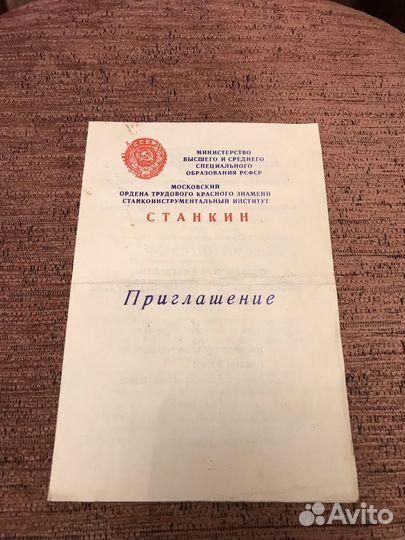 СССР
МИНИСТЕРСТВО
ВЫСШЕГО И СРЕДНЕГО
СПЕЦИАЛЬНОГО
ОБРАЗОВАНИЯ РСФСР
МОСКОВСКИЙ
ОРДЕНА ТРУДОВОГО КРАСНОГО ЗНАМЕНИ
СТАНКОИНСТРУМЕНТАЛЬНЫЙ ИНСТИТУТ
СТАНКИН
Приглашение
Avito